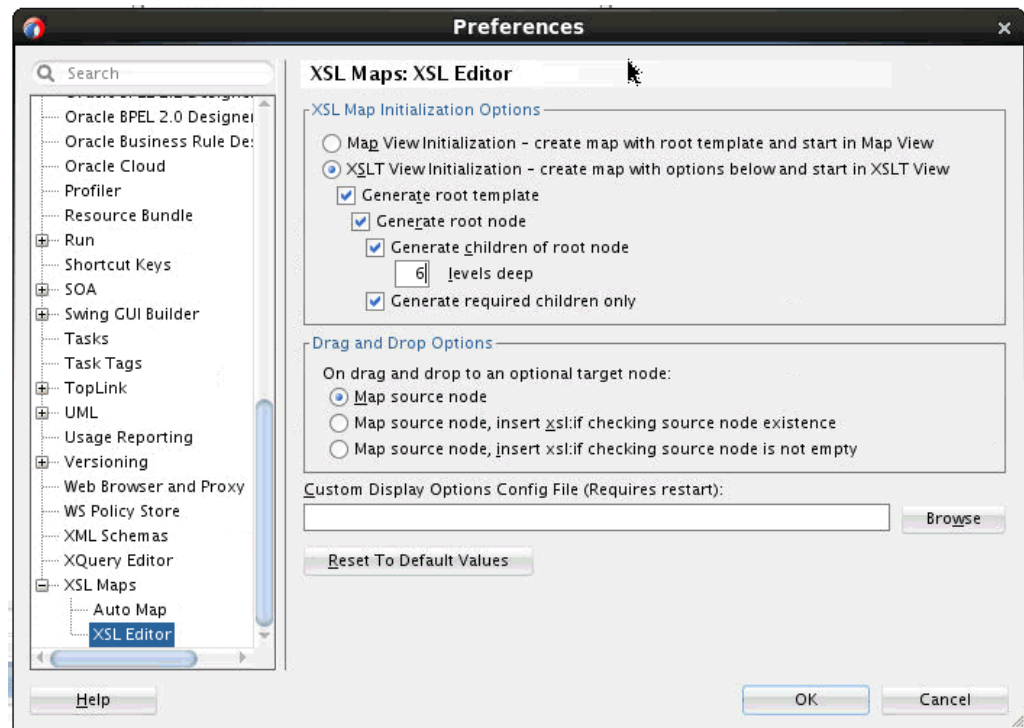 Preferences
Search
XSL Maps: XSL Editor
Oracle BPEL 2.0 Designer
Oracle Business Rule De
Oracle Cloud
Profiler
Resource Bundle
Run
Shortcut Keys
SOA
Swing GUI Builder
Tasks
Task Tags
TopLink
UML
Usage Reporting
Versioning
Web Browser and Proxy
WS Policy Store
XML Schemas
XQuery Editor
XSL Maps
Auto Map
XSL Editor
XSL Map Initialization Options
Map View Initialization - create map with root template and start in Map View
XSLT View Initialization - create map with options below and start in XSLT View
Generate root template
Generate root node
Generate children of root node
6 levels deep
Generate required children only
Drag and Drop Options
On drag and drop to an optional target node:
Map source node
Map source node, insert xsl:if checking source node existence
Map source node, insert xsl:if checking source node is not empty
Custom Display Options Config File (Requires restart):
Browse
Reset To Default Values
Help
OK
Cancel